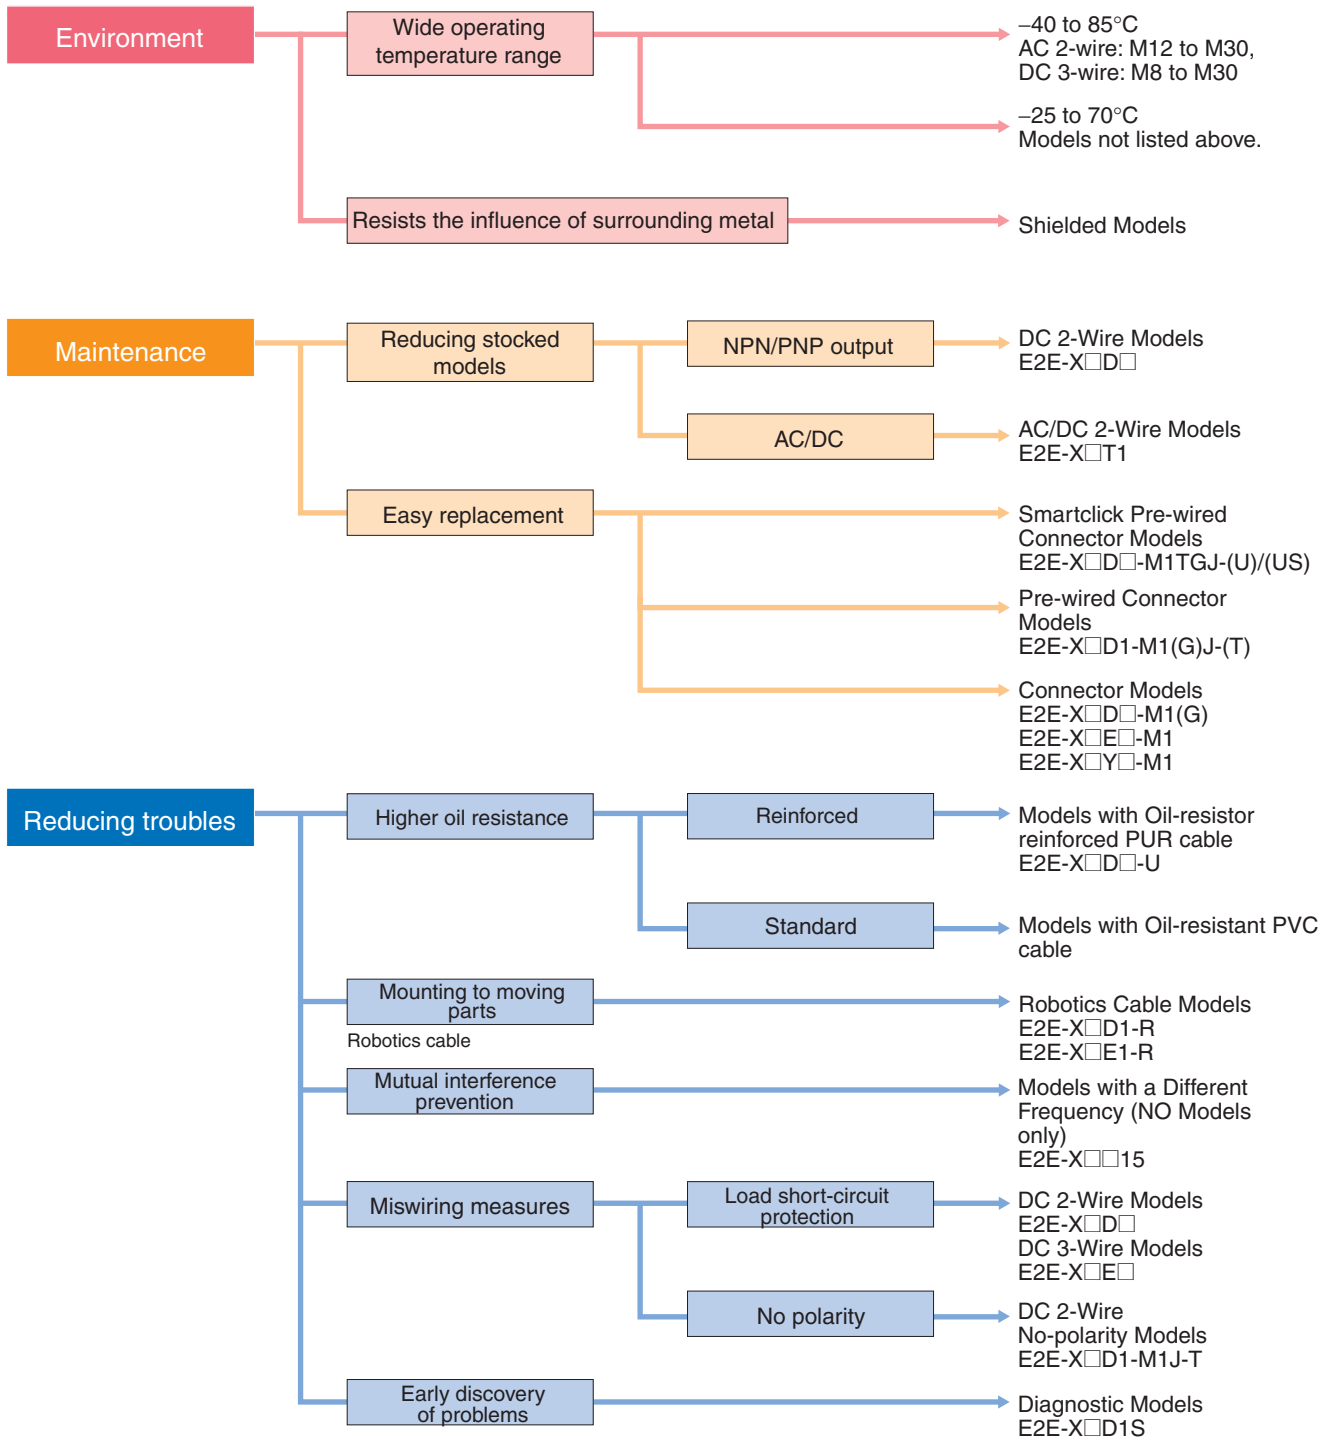 Environment
Wide operating
temperature range
–40 to 85°C
AC 2-wire: M12 to M30,
DC 3-wire: M8 to M30
–25 to 70°C
Models not listed above.
Resists the influence of surrounding metal
Shielded Models
Maintenance
Reducing stocked
models
NPN/PNP output
DC 2-Wire Models
E2E-X□D□
AC/DC
AC/DC 2-Wire Models
E2E-X□T1
Easy replacement
Smartclick Pre-wired
Connector Models
E2E-X□D□-M1TGJ-(U)/(US)
Pre-wired Connector
Models
E2E-X□D1-M1(G)J-(T)
Connector Models
E2E-X□D□-M1(G)
E2E-X□E□-M1
E2E-X□Y□-M1
Reducing troubles
Higher oil resistance
Reinforced
Models with Oil-resistor
reinforced PUR cable
E2E-X□D□-U
Standard
Models with Oil-resistant PVC
cable
Mounting to moving
parts
Robotics cable
Robotics Cable Models
E2E-X□D1-R
E2E-X□E1-R
Mutual interference
prevention
Models with a Different
Frequency (NO Models
only)
E2E-X□□15
Miswiring measures
Load short-circuit
protection
DC 2-Wire Models
E2E-X□D□
DC 3-Wire Models
E2E-X□E□
No polarity
DC 2-Wire
No-polarity Models
E2E-X□D1-M1J-T
Early discovery
of problems
Diagnostic Models
E2E-X□D1S